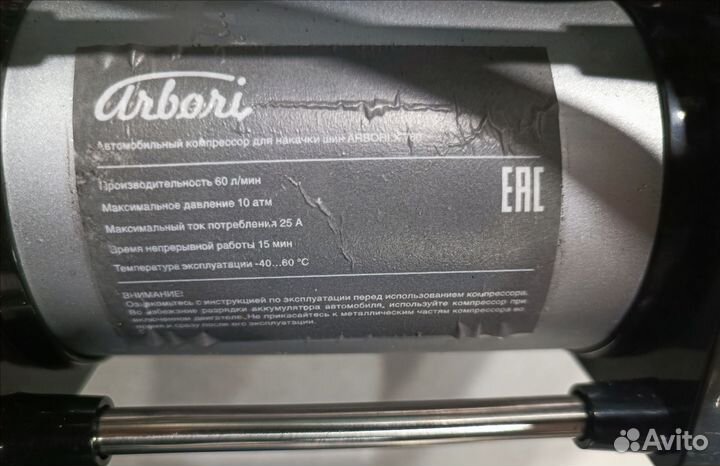 Arbori
Автомобильный компрессор для накачки шин ARBORI
Производительность 60 л/мин
Максимальное давление 10 атм
Максимальный ток потребления 25 А
Время непрерывной работы 15 мин
Температура эксплуатации -40...60 °C
EAC
ВНИМАНИЕ:
Ознакомьтесь с инструкцией по эксплуатации перед использованием компрессора.
Во избежание разрядки аккумулятора автомобиля, используйте компрессор при
включенном двигателе. Не прикасайтесь к металлическим частям компрессора во
время и сразу после его эксплуатации.
Avito